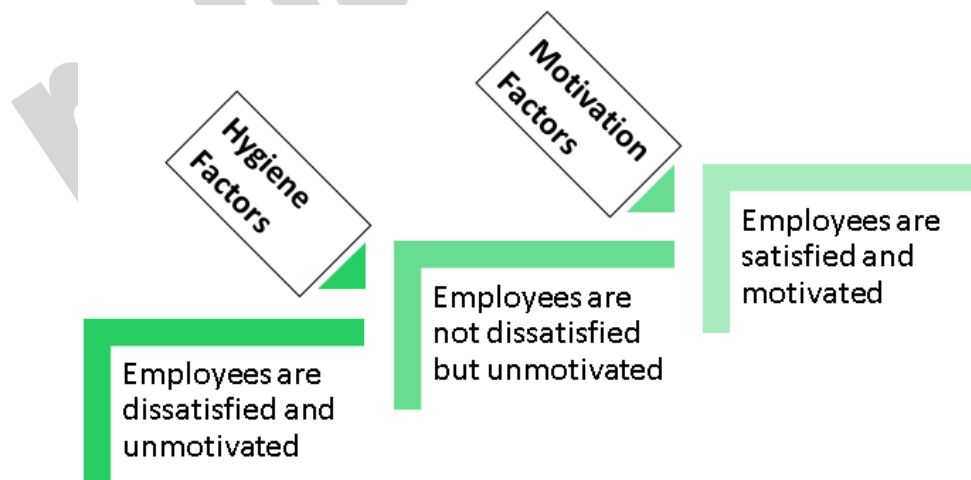 Hygiene
Factors
Motivation
Factors
Employees are
dissatisfied and
unmotivated
Employees are
not dissatisfied
but unmotivated
Employees are
satisfied and
motivated